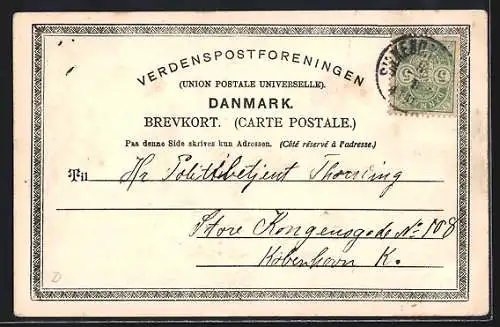 VERDENSPOSTFORENINGEN
(UNION POSTALE UNIVERSELLE).
DANMARK.
BREVKORT. (CARTE POSTALE.)
Paa denne Side skrives kun Adressen. (Côté réservé à l'adresse.)
Til Hr Politibetjent Thorsing
Store Kongensgade No 108
København K.
D